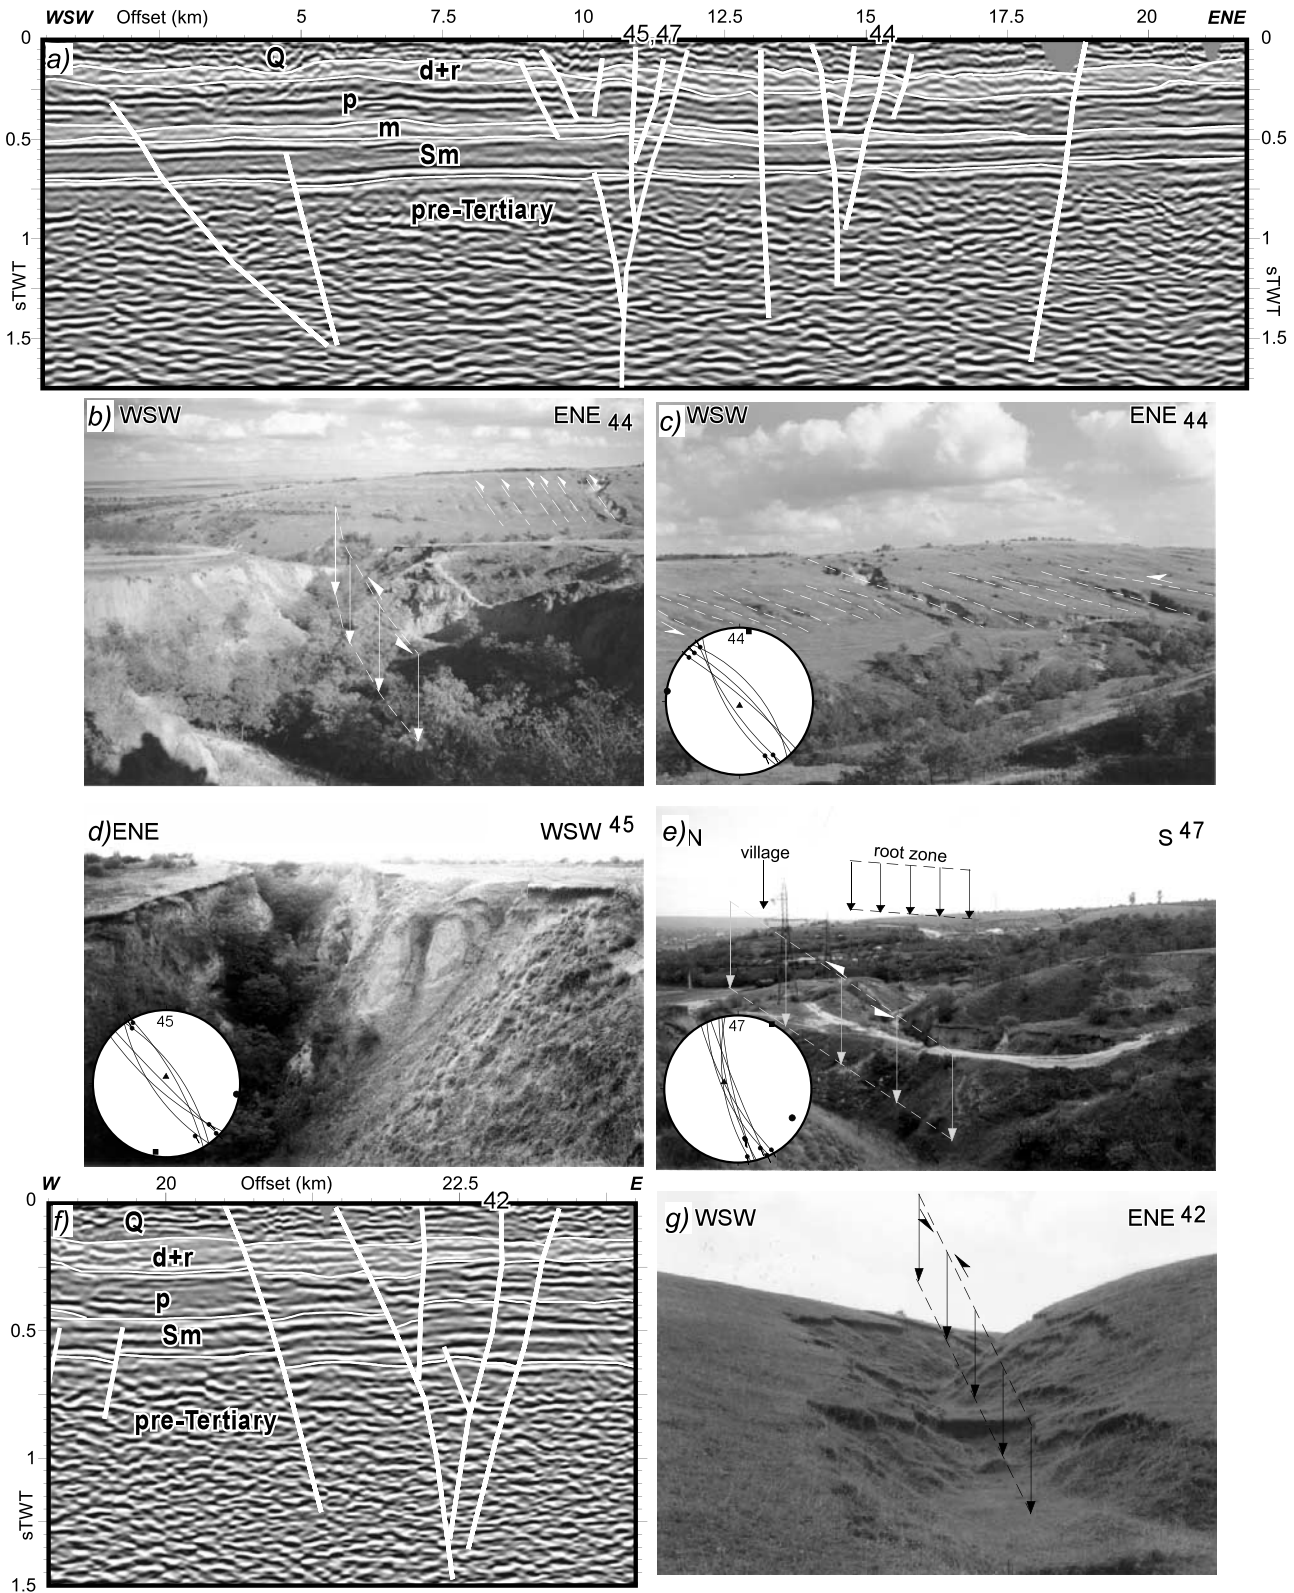 WSW Offset (km) 5 7.5 10 12.5 15 17.5 20 ENE
45,47 44
0 0
a) Q d+r
p
m
0.5 0.5
Sm
pre-Tertiary
1 1
sTWT sTWT
1.5 1.5
b) WSW ENE 44
c) WSW ENE 44
44
d) ENE WSW 45
45
e) N S 47
village root zone
47
W 20 Offset (km) 22.5 E
42
0
Q
d+r
p
0.5
Sm
pre-Tertiary
1
sTWT
1.5
f)
g) WSW ENE 42